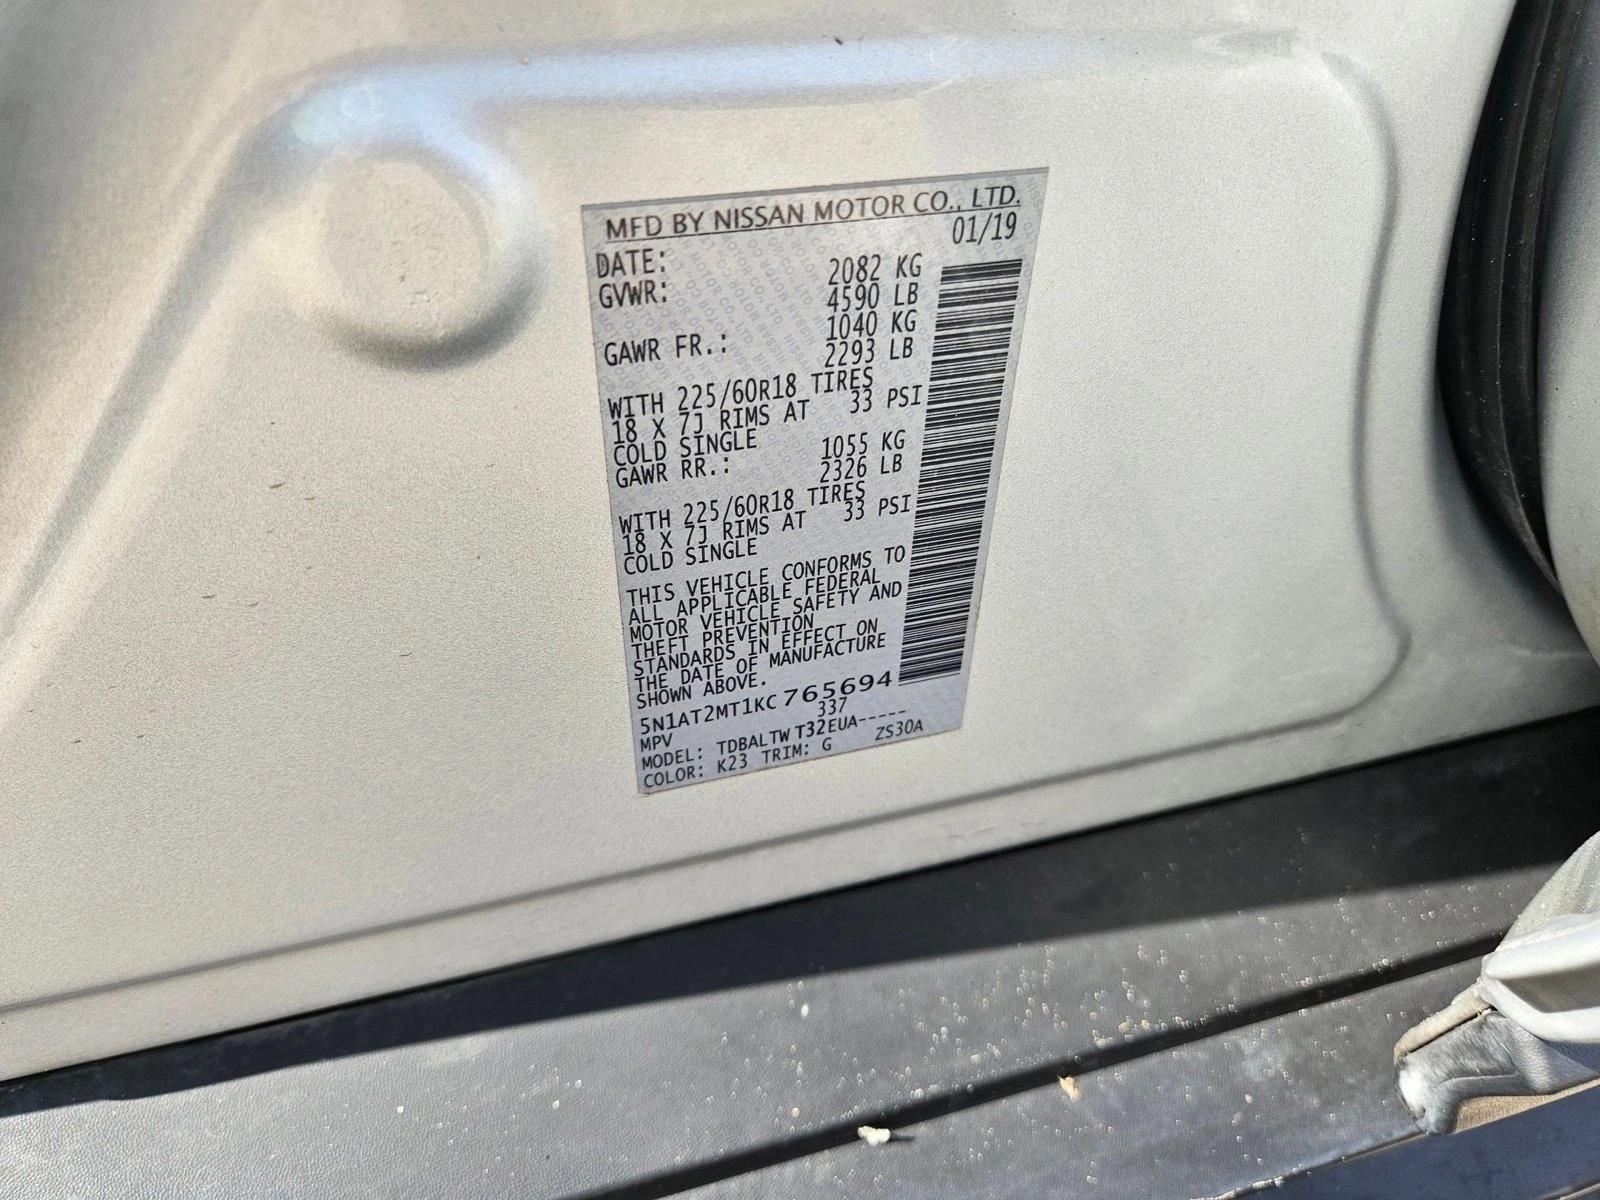 MFD BY NISSAN MOTOR CO., LTD.
DATE: 01/19
GVWR: 2082 KG
4590 LB
GAWR FR.: 1040 KG
2293 LB
WITH 225/60R18 TIRES
18 X 7J RIMS AT 33 PSI
COLD SINGLE
GAWR RR.: 1055 KG
2326 LB
WITH 225/60R18 TIRES
18 X 7J RIMS AT 33 PSI
COLD SINGLE
THIS VEHICLE CONFORMS TO
ALL APPLICABLE FEDERAL
MOTOR VEHICLE SAFETY AND
THEFT PREVENTION
STANDARDS IN EFFECT ON
THE DATE OF MANUFACTURE
SHOWN ABOVE.
5N1AT2MT1KC765694
MPV 337
MODEL: TDBALTWT32EUA-----
COLOR: K23 TRIM: G ZS30A